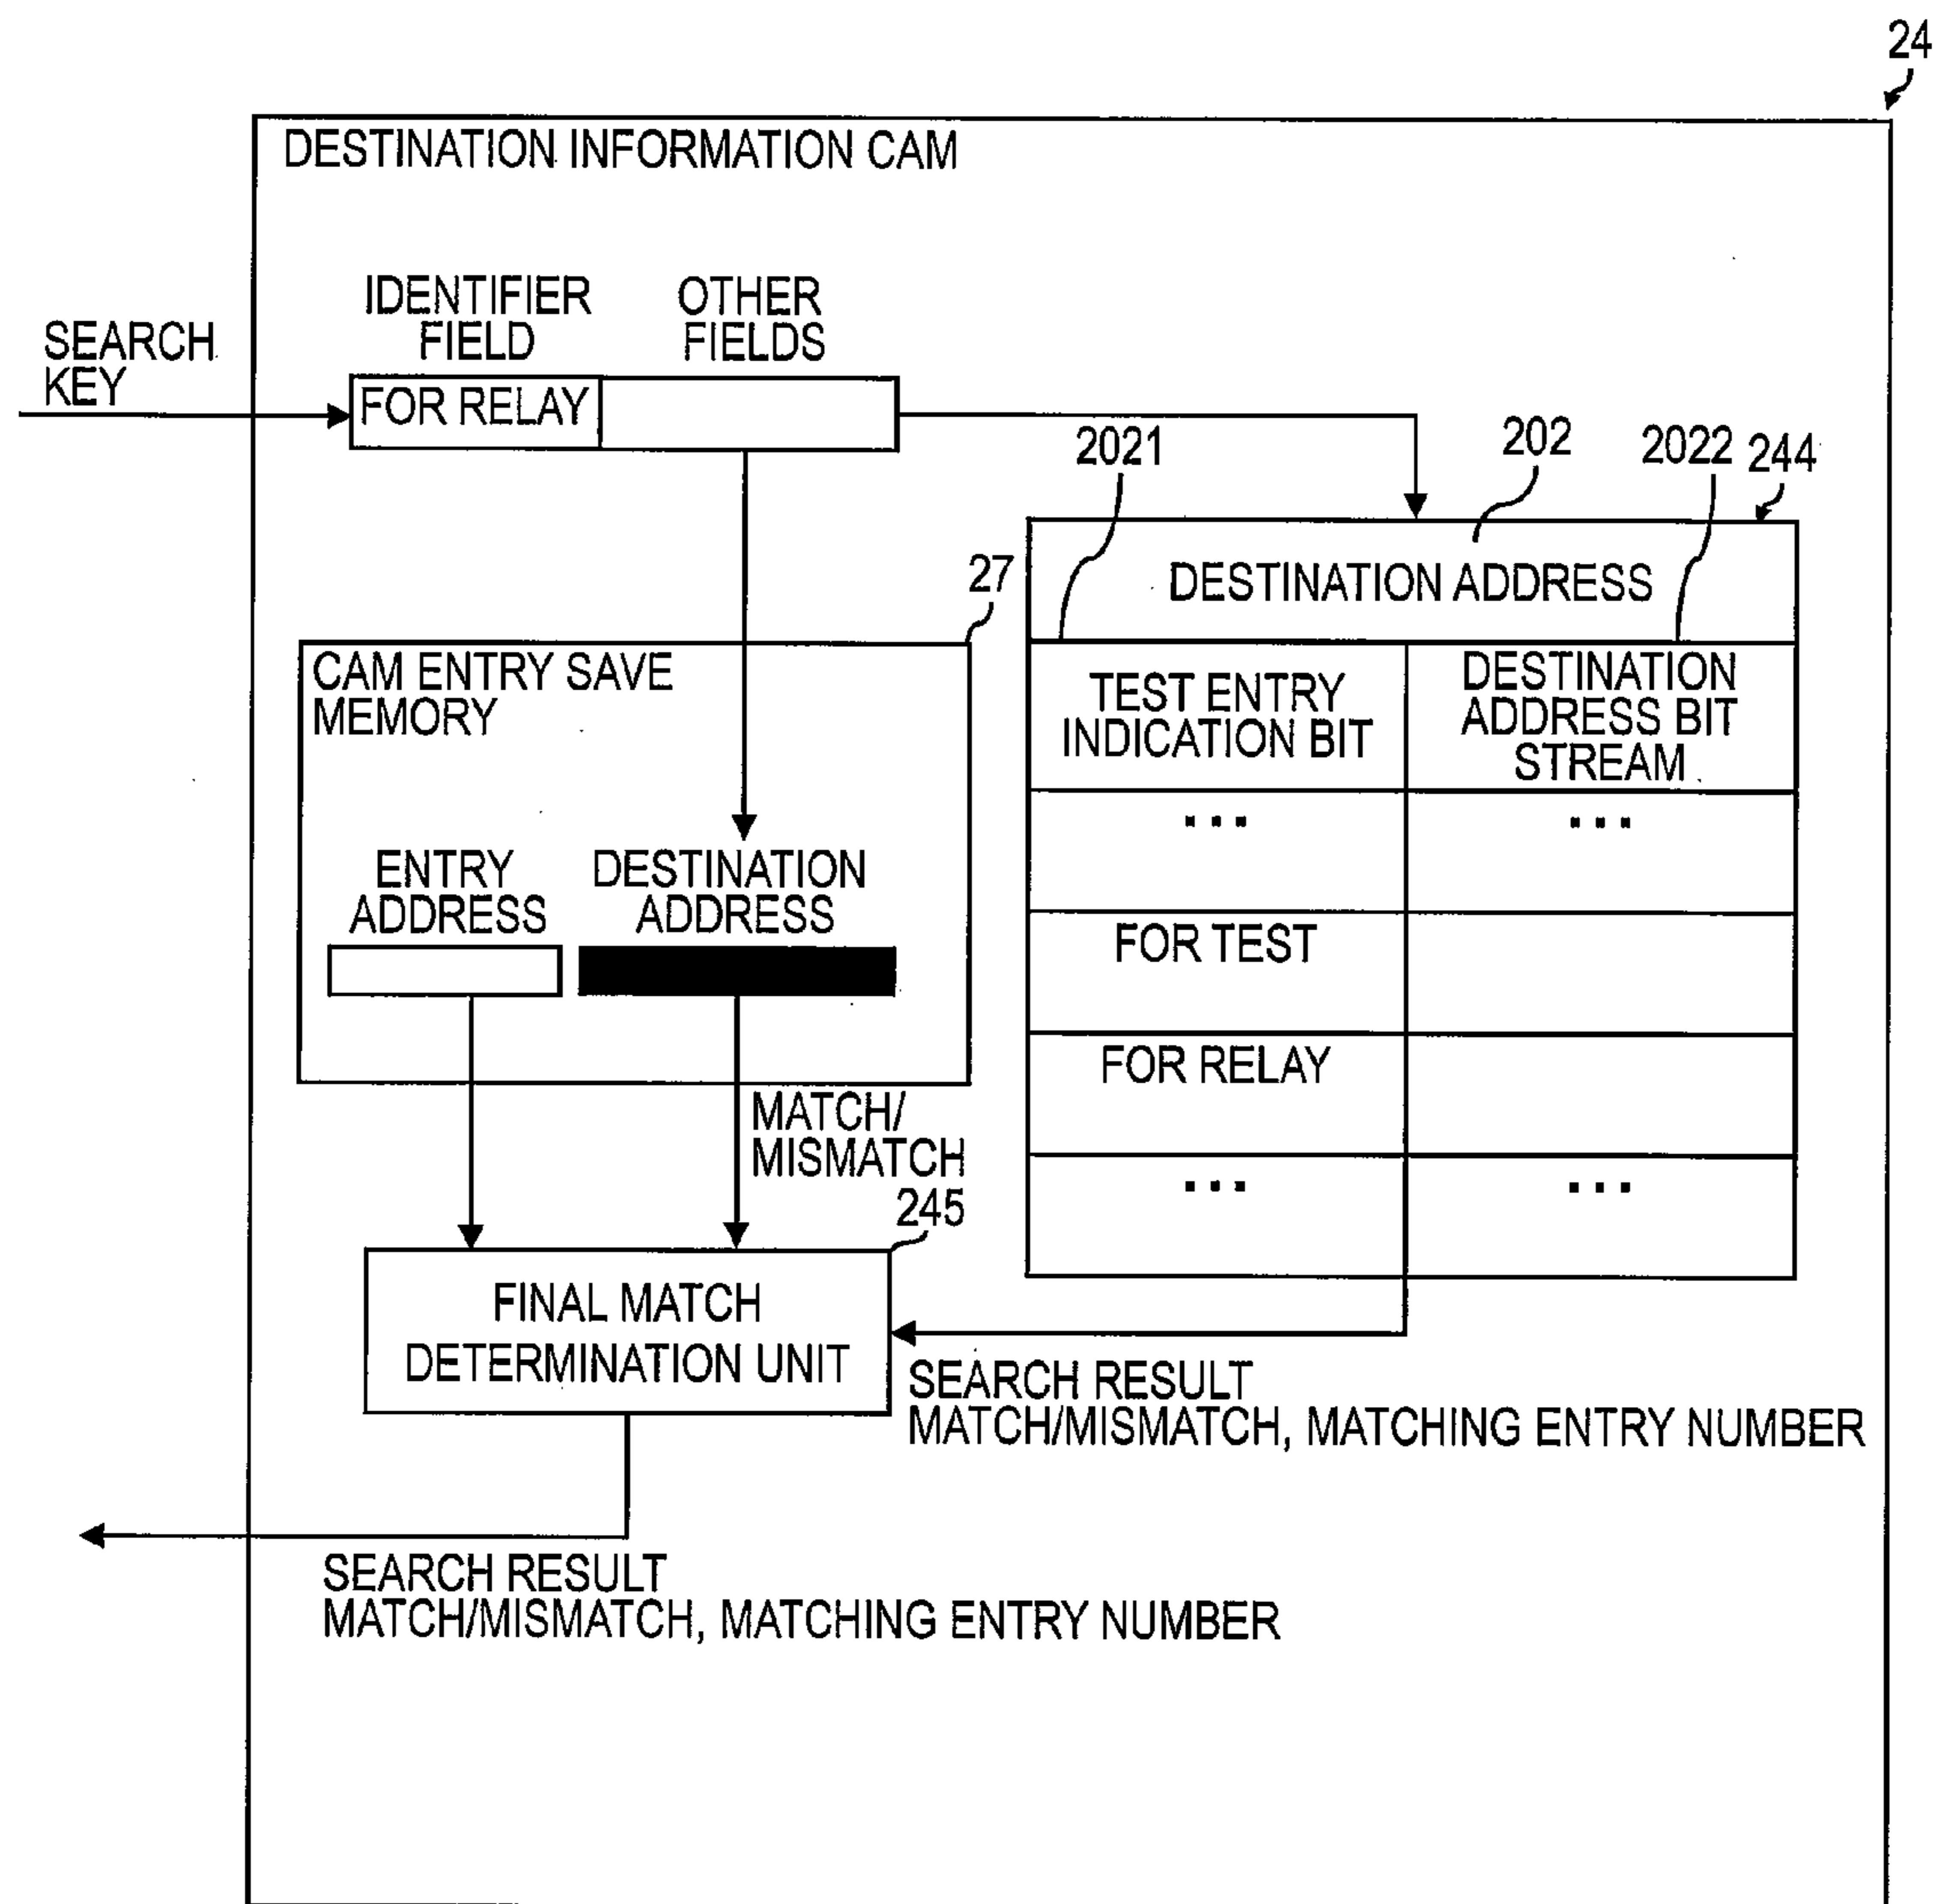 24
DESTINATION INFORMATION CAM
IDENTIFIER
FIELD
OTHER
FIELDS
SEARCH
KEY
FOR RELAY
2021
202
2022
244
DESTINATION ADDRESS
27
CAM ENTRY SAVE
MEMORY
TEST ENTRY
INDICATION BIT
DESTINATION
ADDRESS BIT
STREAM
... ...
ENTRY
ADDRESS
DESTINATION
ADDRESS
FOR TEST
FOR RELAY
MATCH/
MISMATCH
... ...
245
FINAL MATCH
DETERMINATION UNIT
SEARCH RESULT
MATCH/MISMATCH, MATCHING ENTRY NUMBER
SEARCH RESULT
MATCH/MISMATCH, MATCHING ENTRY NUMBER